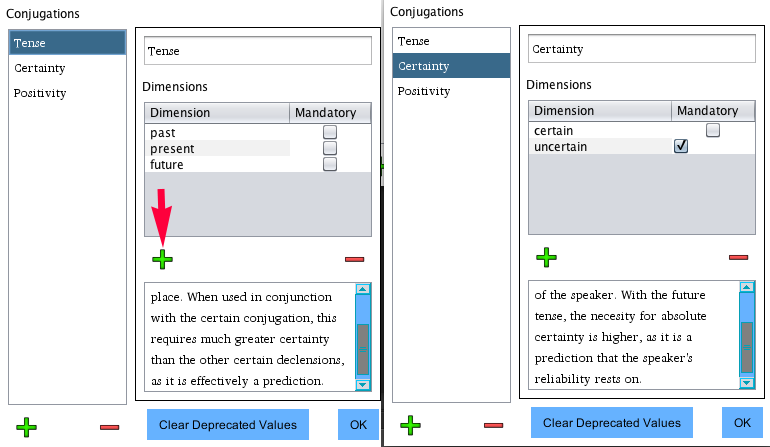 Conjugations
Tense
Certainty
Positivity
Tense
Dimensions
Dimension Mandatory
past
present
future
place. When used in conjunction
with the certain conjugation, this
requires much greater certainty
than the other certain declensions,
as it is effectively a prediction.
Clear Deprecated Values OK
Conjugations
Tense
Certainty
Positivity
Certainty
Dimensions
Dimension Mandatory
certain
uncertain
of the speaker. With the future
tense, the necesity for absolute
certainty is higher, as it is a
prediction that the speaker's
reliability rests on.
Clear Deprecated Values OK